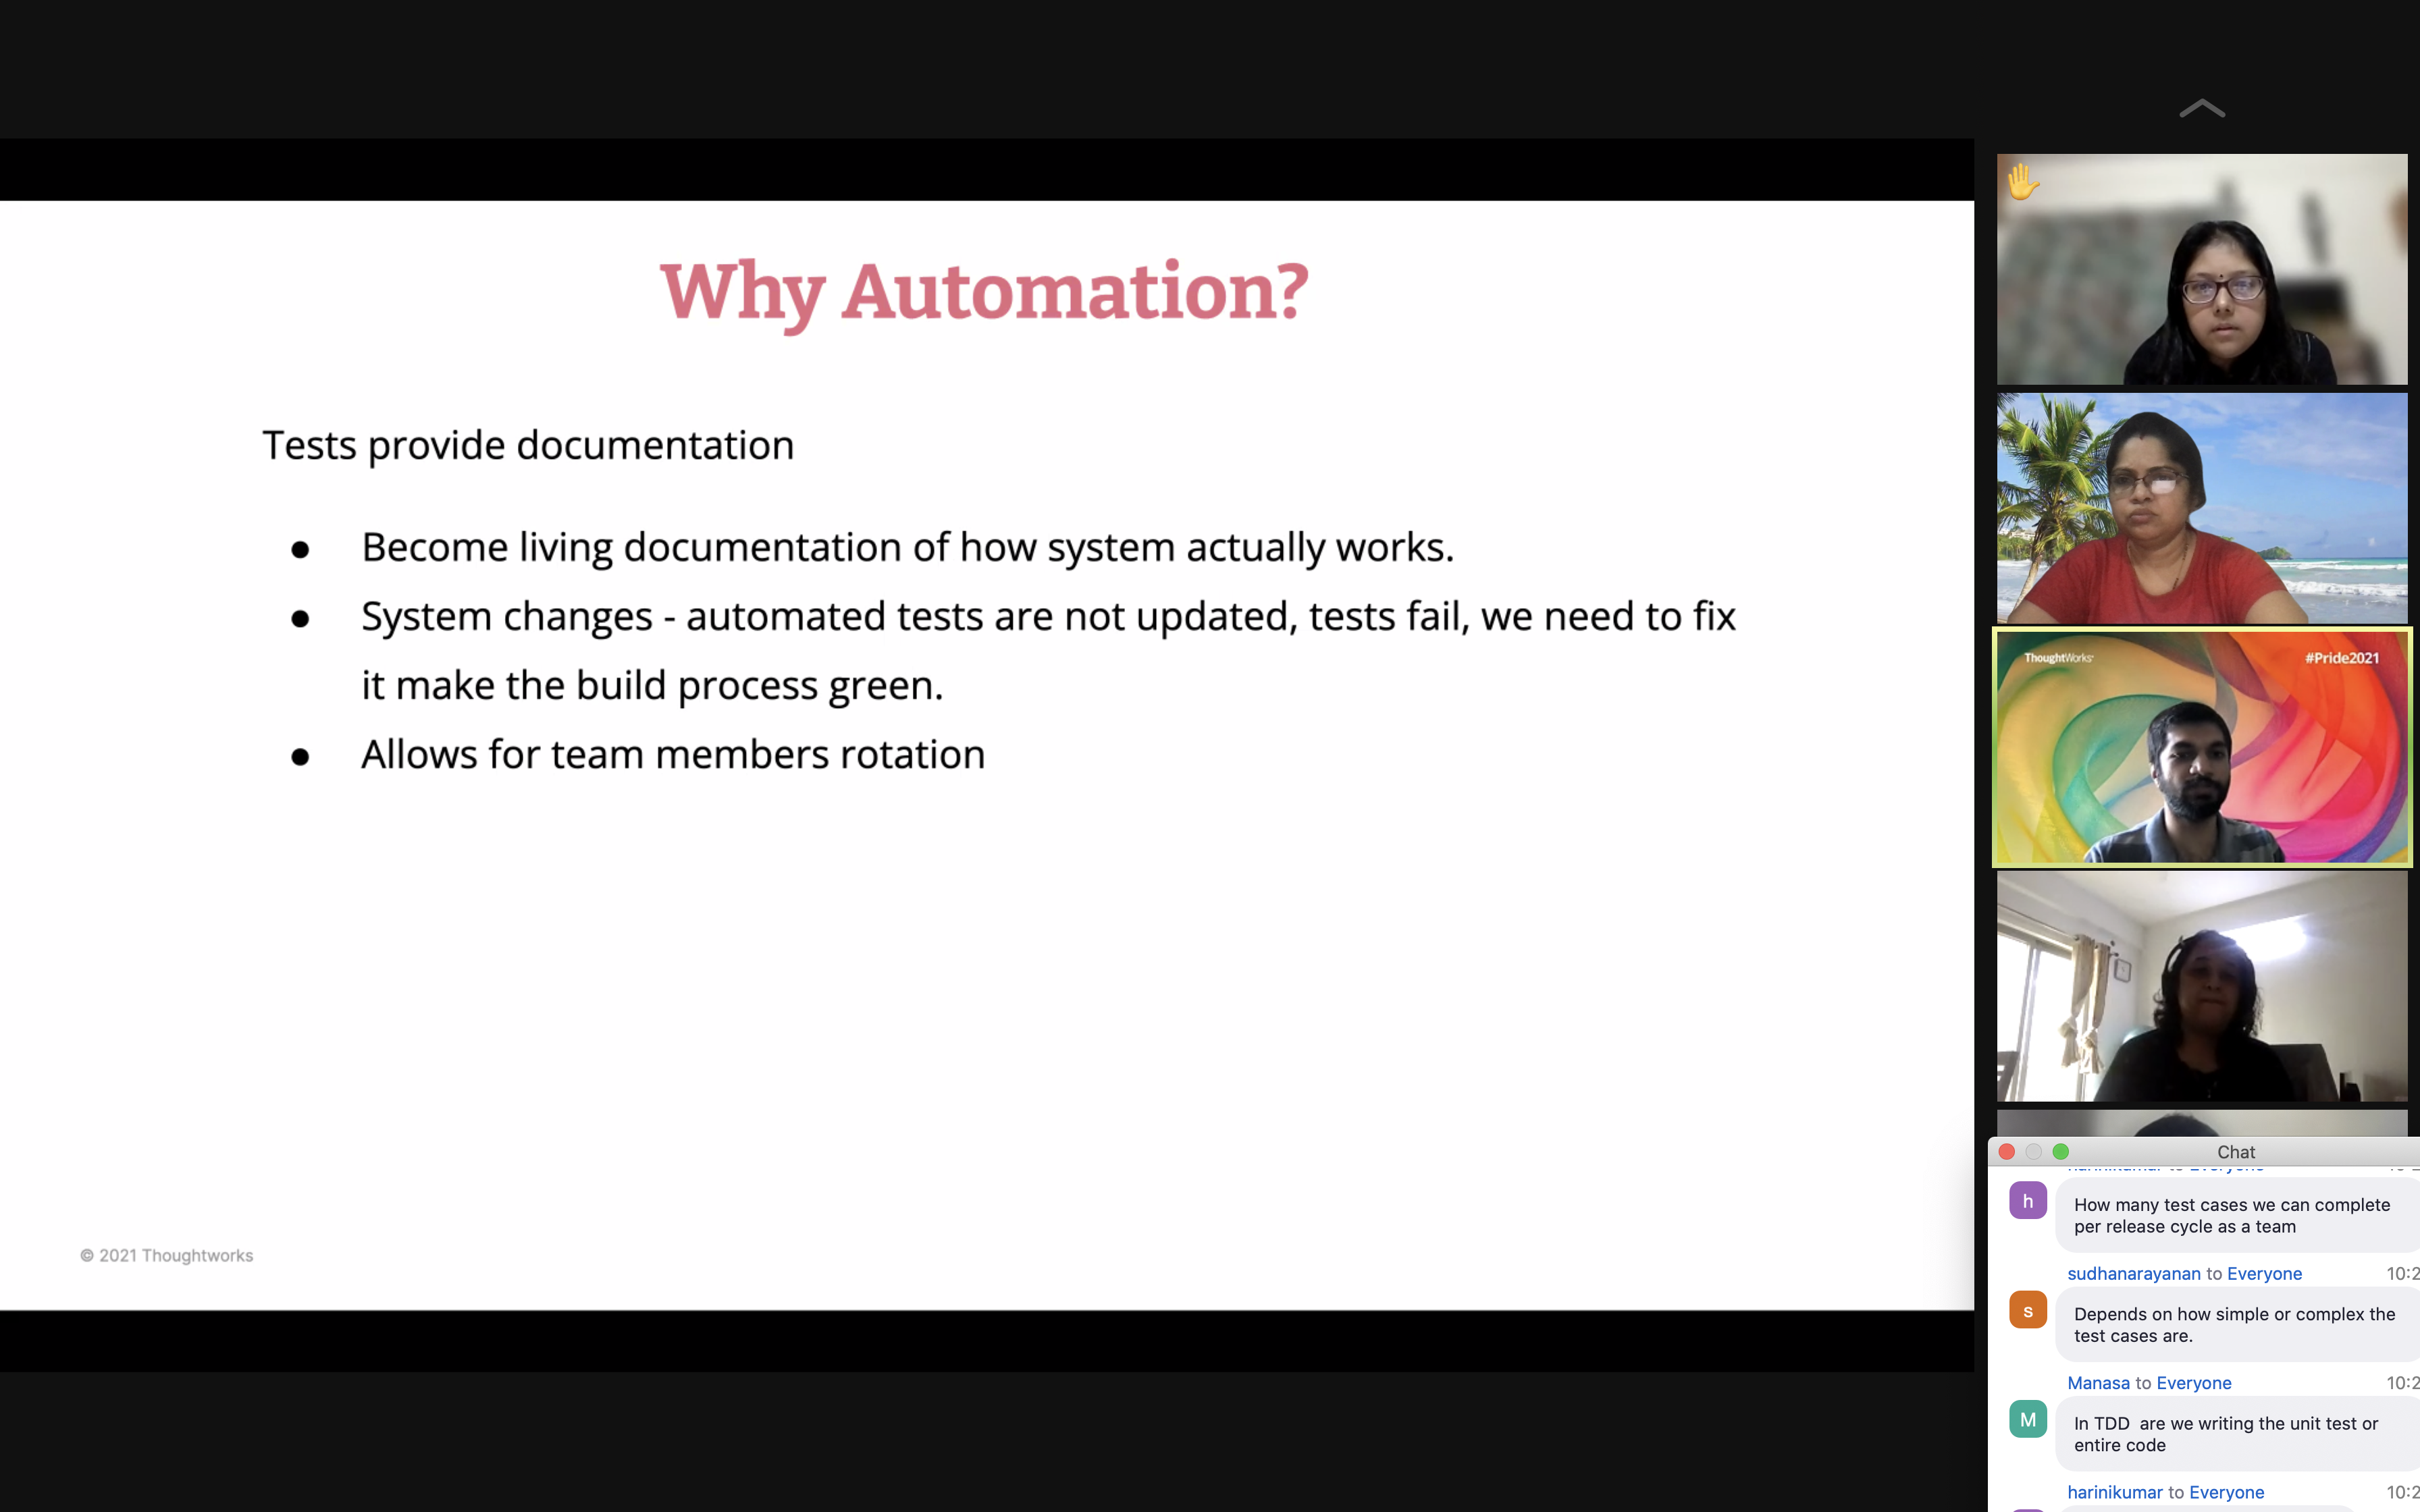 Why Automation?
Tests provide documentation
● Become living documentation of how system actually works.
● System changes - automated tests are not updated, tests fail, we need to fix
it make the build process green.
● Allows for team members rotation
© 2021 Thoughtworks
ThoughtWorks®
#Pride2021
Chat
harinikumar to Everyone
h
How many test cases we can complete
per release cycle as a team
sudhanarayanan to Everyone 10:2
s
Depends on how simple or complex the
test cases are.
Manasa to Everyone 10:2
M
In TDD  are we writing the unit test or
entire code
harinikumar to Everyone 10:2